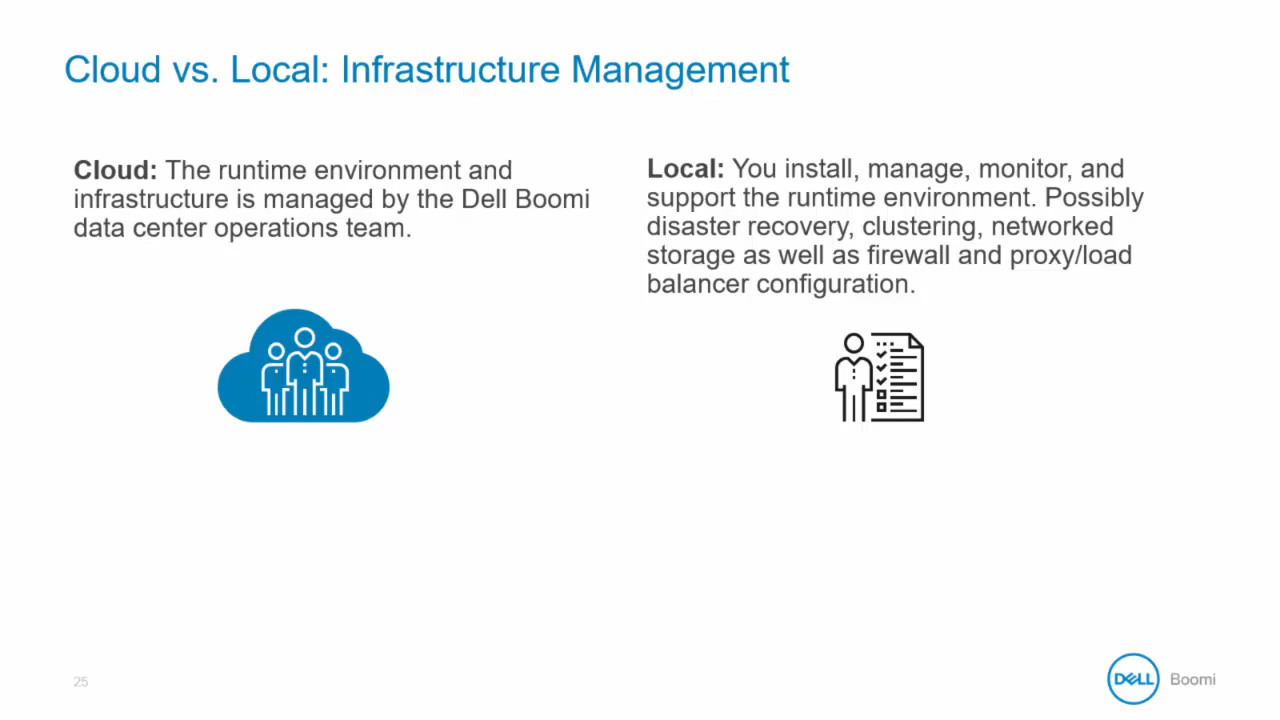 Cloud vs. Local: Infrastructure Management
Cloud: The runtime environment and
infrastructure is managed by the Dell Boomi
data center operations team.
Local: You install, manage, monitor, and
support the runtime environment. Possibly
disaster recovery, clustering, networked
storage as well as firewall and proxy/load
balancer configuration.
25
DELL Boomi